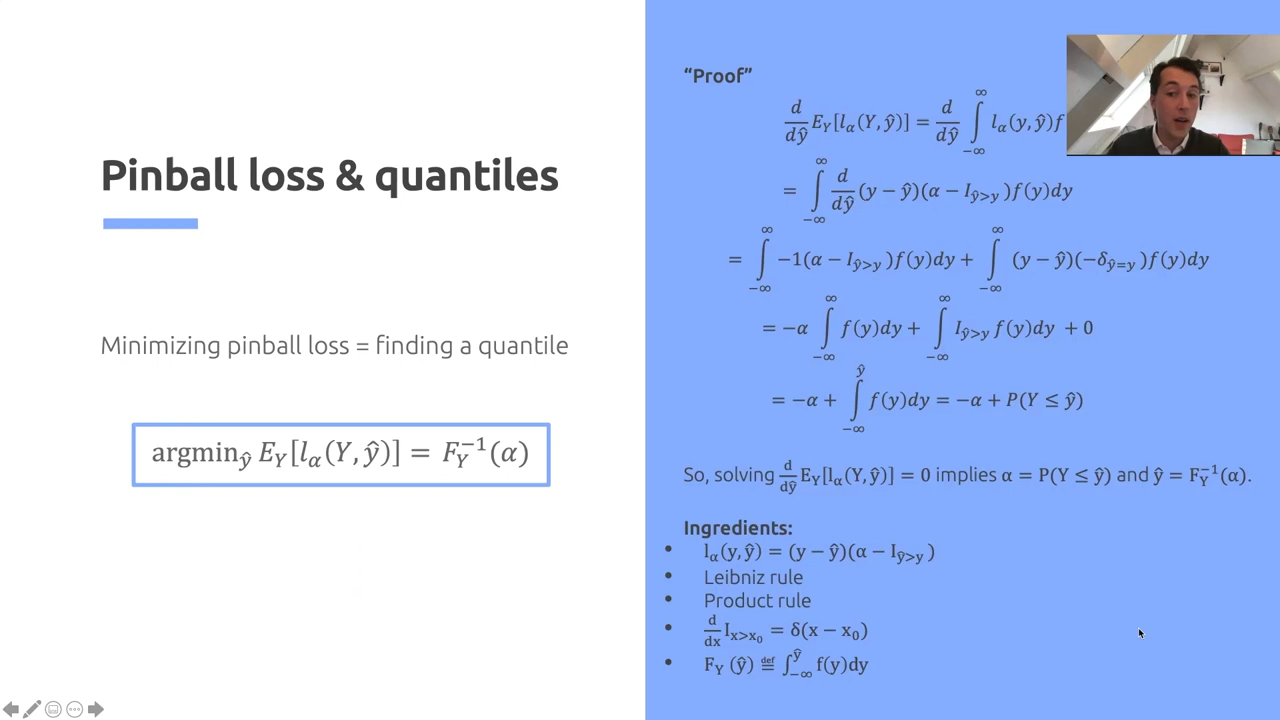 Pinball loss & quantiles
Minimizing pinball loss = finding a quantile
argmin_ŷ E_Y[l_α(Y, ŷ)] = F_Y^{-1}(α)
“Proof”
d/dŷ E_Y[l_α(Y, ŷ)] = d/dŷ ∫_{-∞}^{∞} l_α(y, ŷ)f
= ∫_{-∞}^{∞} d/dŷ (y − ŷ)(α − I_{ŷ>y})f(y)dy
= ∫_{-∞}^{∞} −1(α − I_{ŷ>y})f(y)dy + ∫_{-∞}^{∞} (y − ŷ)(−δ_{ŷ=y})f(y)dy
= −α ∫_{-∞}^{∞} f(y)dy + ∫_{-∞}^{∞} I_{ŷ>y} f(y)dy + 0
= −α + ∫_{-∞}^{ŷ} f(y)dy = −α + P(Y ≤ ŷ)
So, solving d/dŷ E_Y[l_α(Y, ŷ)] = 0 implies α = P(Y ≤ ŷ) and ŷ = F_Y^{-1}(α).
Ingredients:
• l_α(y, ŷ) = (y − ŷ)(α − I_{ŷ>y})
• Leibniz rule
• Product rule
• d/dx I_{x>x₀} = δ(x − x₀)
• F_Y (ŷ) ≝ ∫_{-∞}^{ŷ} f(y)dy